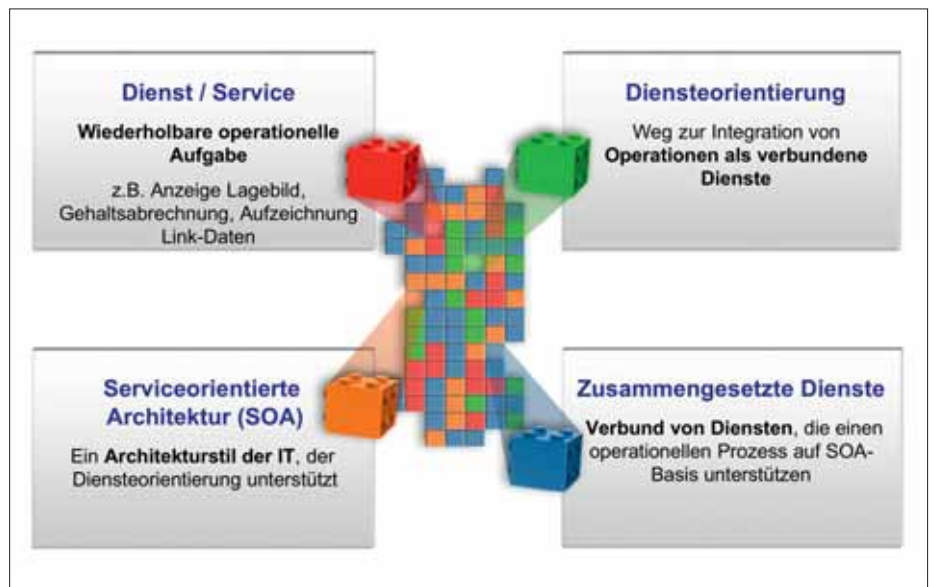 Dienst / Service
Wiederholbare operationelle
Aufgabe
z.B. Anzeige Lagebild,
Gehaltsabrechnung, Aufzeichnung
Link-Daten
Diensteorientierung
Weg zur Integration von
Operationen als verbundene
Dienste
Serviceorientierte
Architektur (SOA)
Ein Architekturstil der IT, der
Diensteorientierung unterstützt
Zusammengesetzte Dienste
Verbund von Diensten, die einen
operationellen Prozess auf SOA-
Basis unterstützen